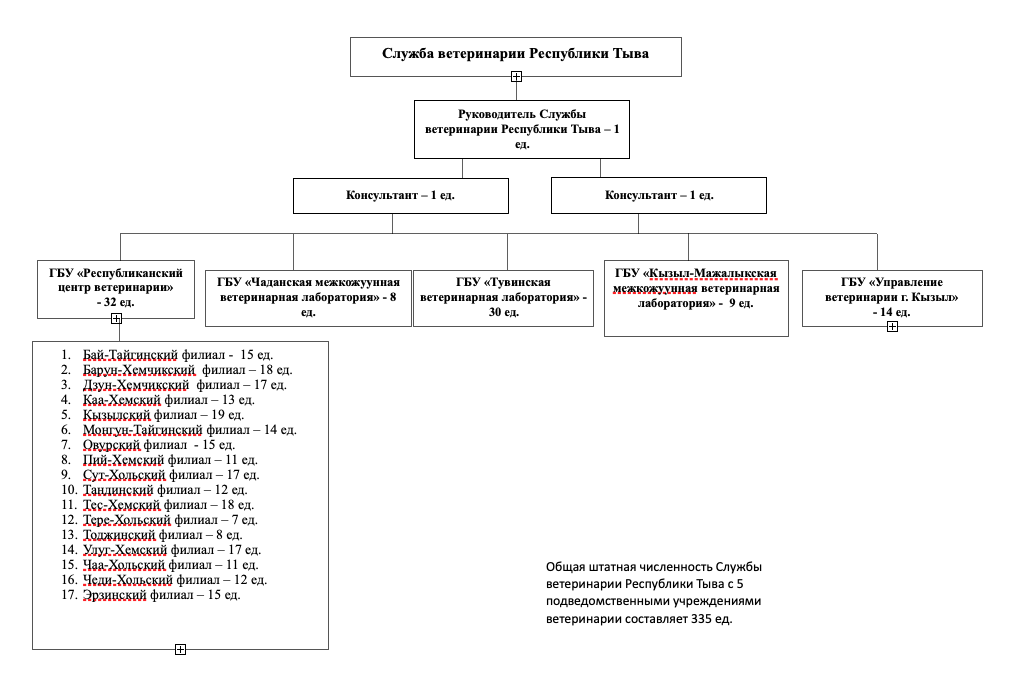 Служба ветеринарии Республики Тыва
Руководитель Службы
ветеринарии Республики Тыва – 1
ед.
Консультант – 1 ед.
Консультант – 1 ед.
ГБУ «Республиканский
центр ветеринарии»
- 32 ед.
ГБУ «Чаданская межкожуунная
ветеринарная лаборатория» - 8
ед.
ГБУ «Тувинская
ветеринарная лаборатория» -
30 ед.
ГБУ «Кызыл-Мажалыкская
межкожуунная ветеринарная
лаборатория» - 9 ед.
ГБУ «Управление
ветеринарии г. Кызыл»
- 14 ед.
1. Бай-Тайгинский филиал - 15 ед.
2. Барун-Хемчикский филиал – 18 ед.
3. Дзун-Хемчикский филиал – 17 ед.
4. Каа-Хемский филиал – 13 ед.
5. Кызылский филиал – 19 ед.
6. Монгун-Тайгинский филиал – 14 ед.
7. Овурский филиал - 15 ед.
8. Пий-Хемский филиал – 11 ед.
9. Сут-Хольский филиал – 17 ед.
10. Тандинский филиал – 12 ед.
11. Тес-Хемский филиал – 18 ед.
12. Тере-Хольский филиал – 7 ед.
13. Тоджинский филиал – 8 ед.
14. Улуг-Хемский филиал – 17 ед.
15. Чаа-Хольский филиал – 11 ед.
16. Чеди-Хольский филиал – 12 ед.
17. Эрзинский филиал – 15 ед.
Общая штатная численность Службы
ветеринарии Республики Тыва с 5
подведомственными учреждениями
ветеринарии составляет 335 ед.